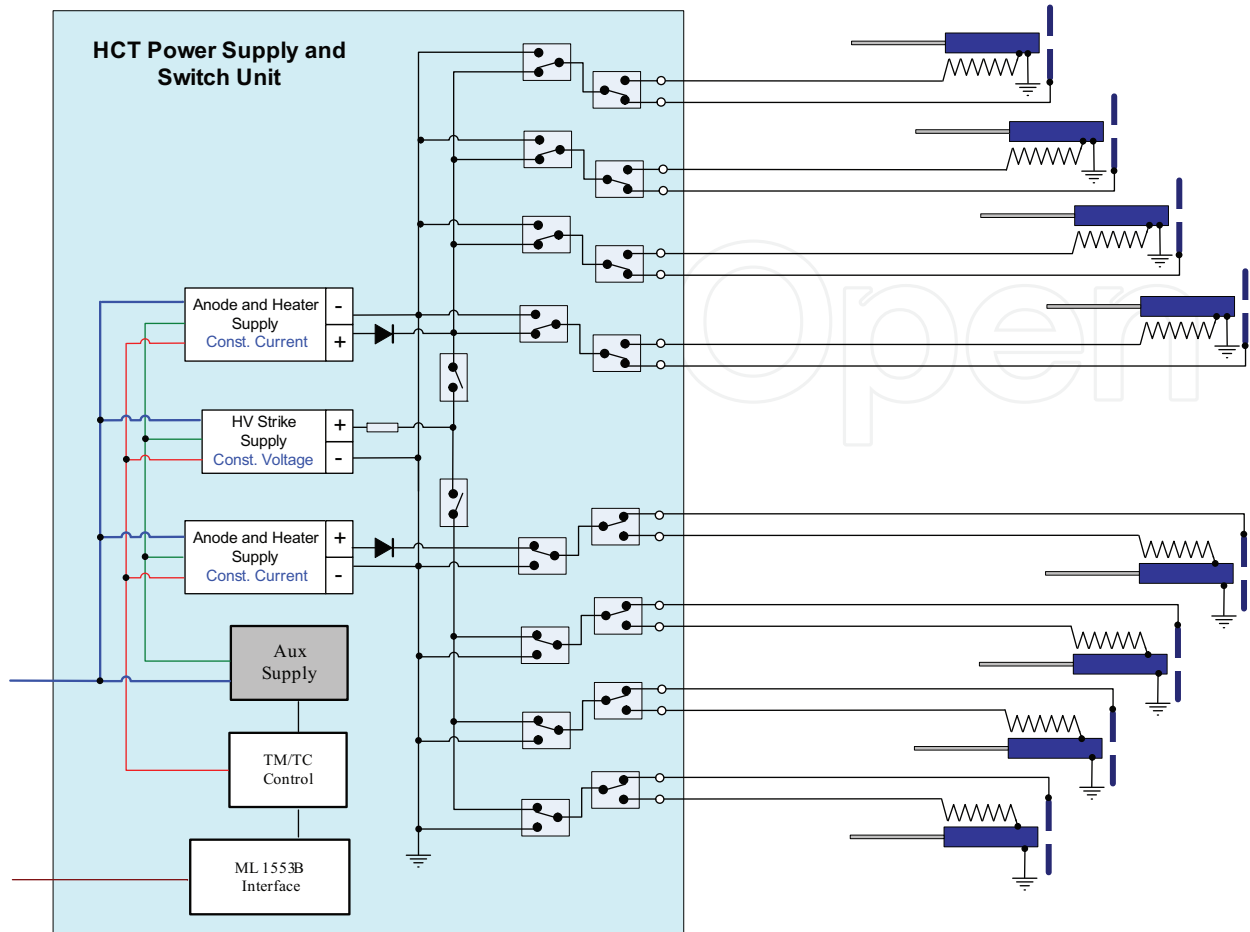 HCT Power Supply and
Switch Unit
Anode and Heater
Supply
Const. Current
-
+
HV Strike
Supply
Const. Voltage
+
-
Anode and Heater
Supply
Const. Current
+
-
Aux
Supply
TM/TC
Control
ML 1553B
Interface
Open